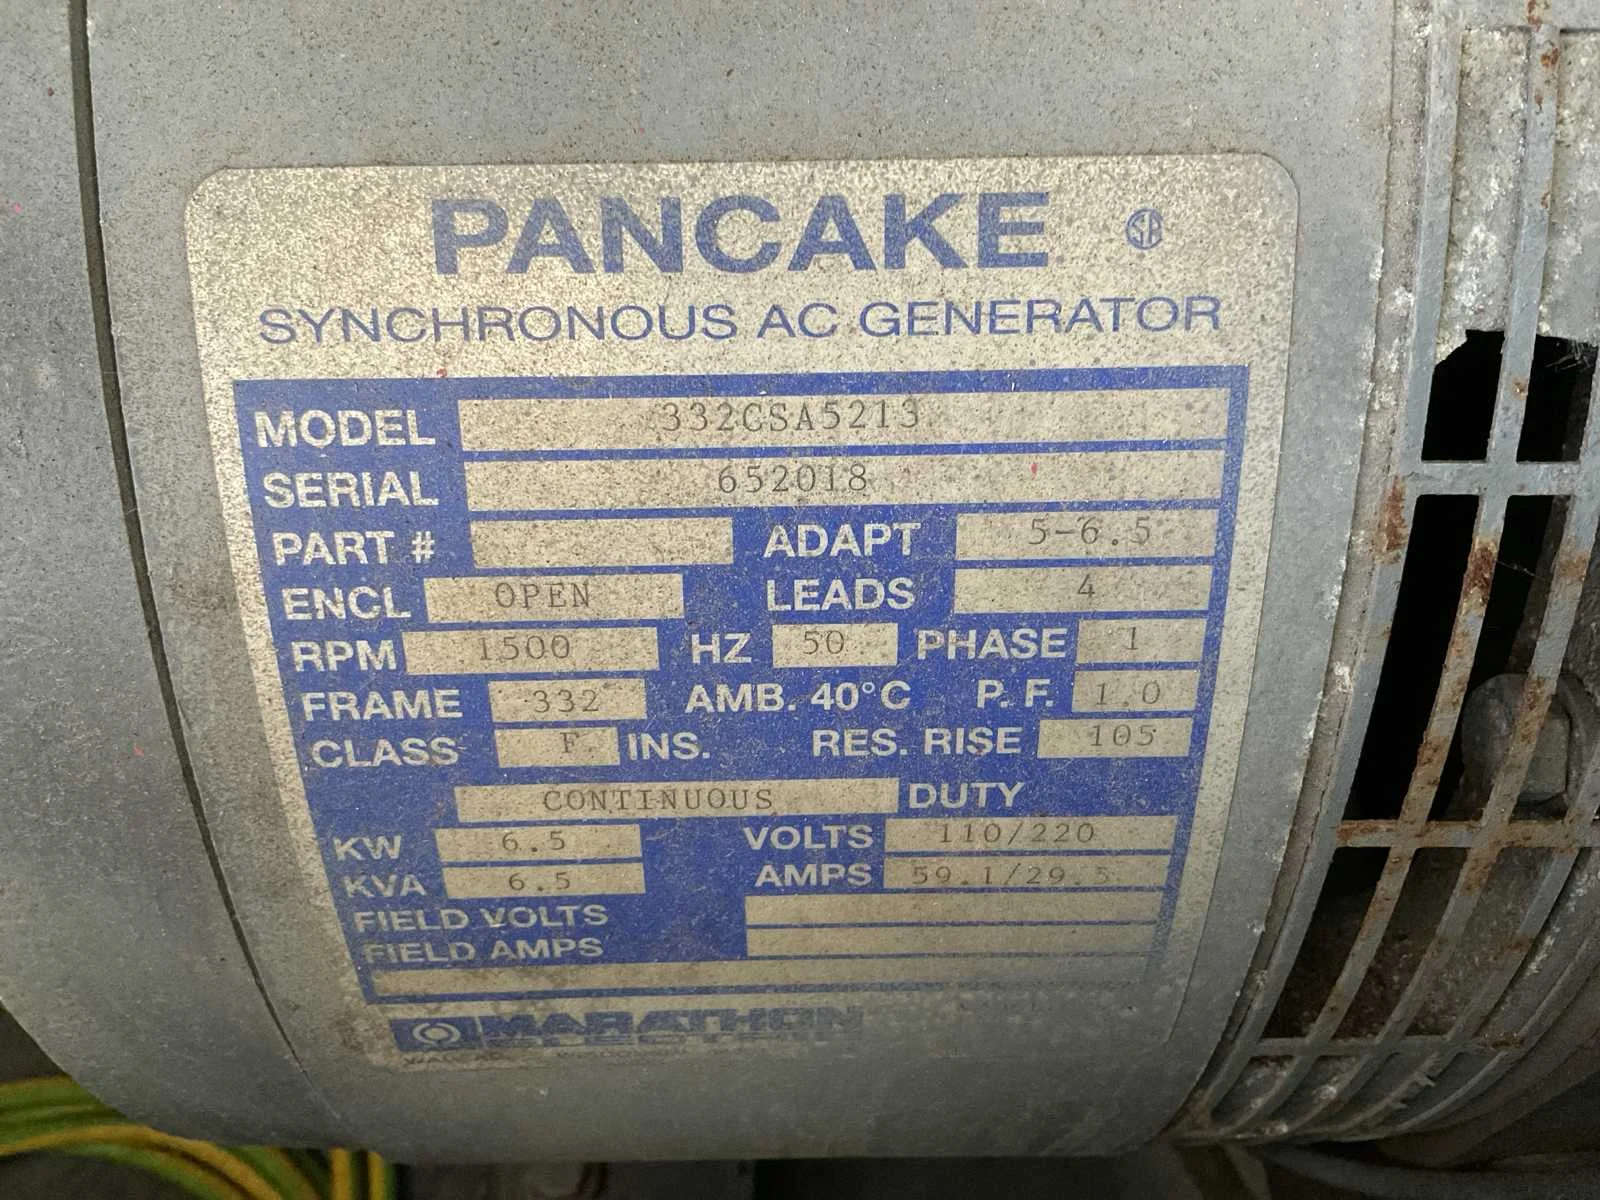 PANCAKE
SYNCHRONOUS AC GENERATOR
MODEL 332CSA5213
SERIAL 652018
PART # ADAPT 5-6.5
ENCL OPEN LEADS 4
RPM 1500 HZ 50 PHASE 1
FRAME 332 AMB. 40°C P.F. 1.0
CLASS F INS. RES. RISE 105
CONTINUOUS DUTY
KW 6.5 VOLTS 110/220
KVA 6.5 AMPS 59.1/29.5
FIELD VOLTS
FIELD AMPS
MARATHON